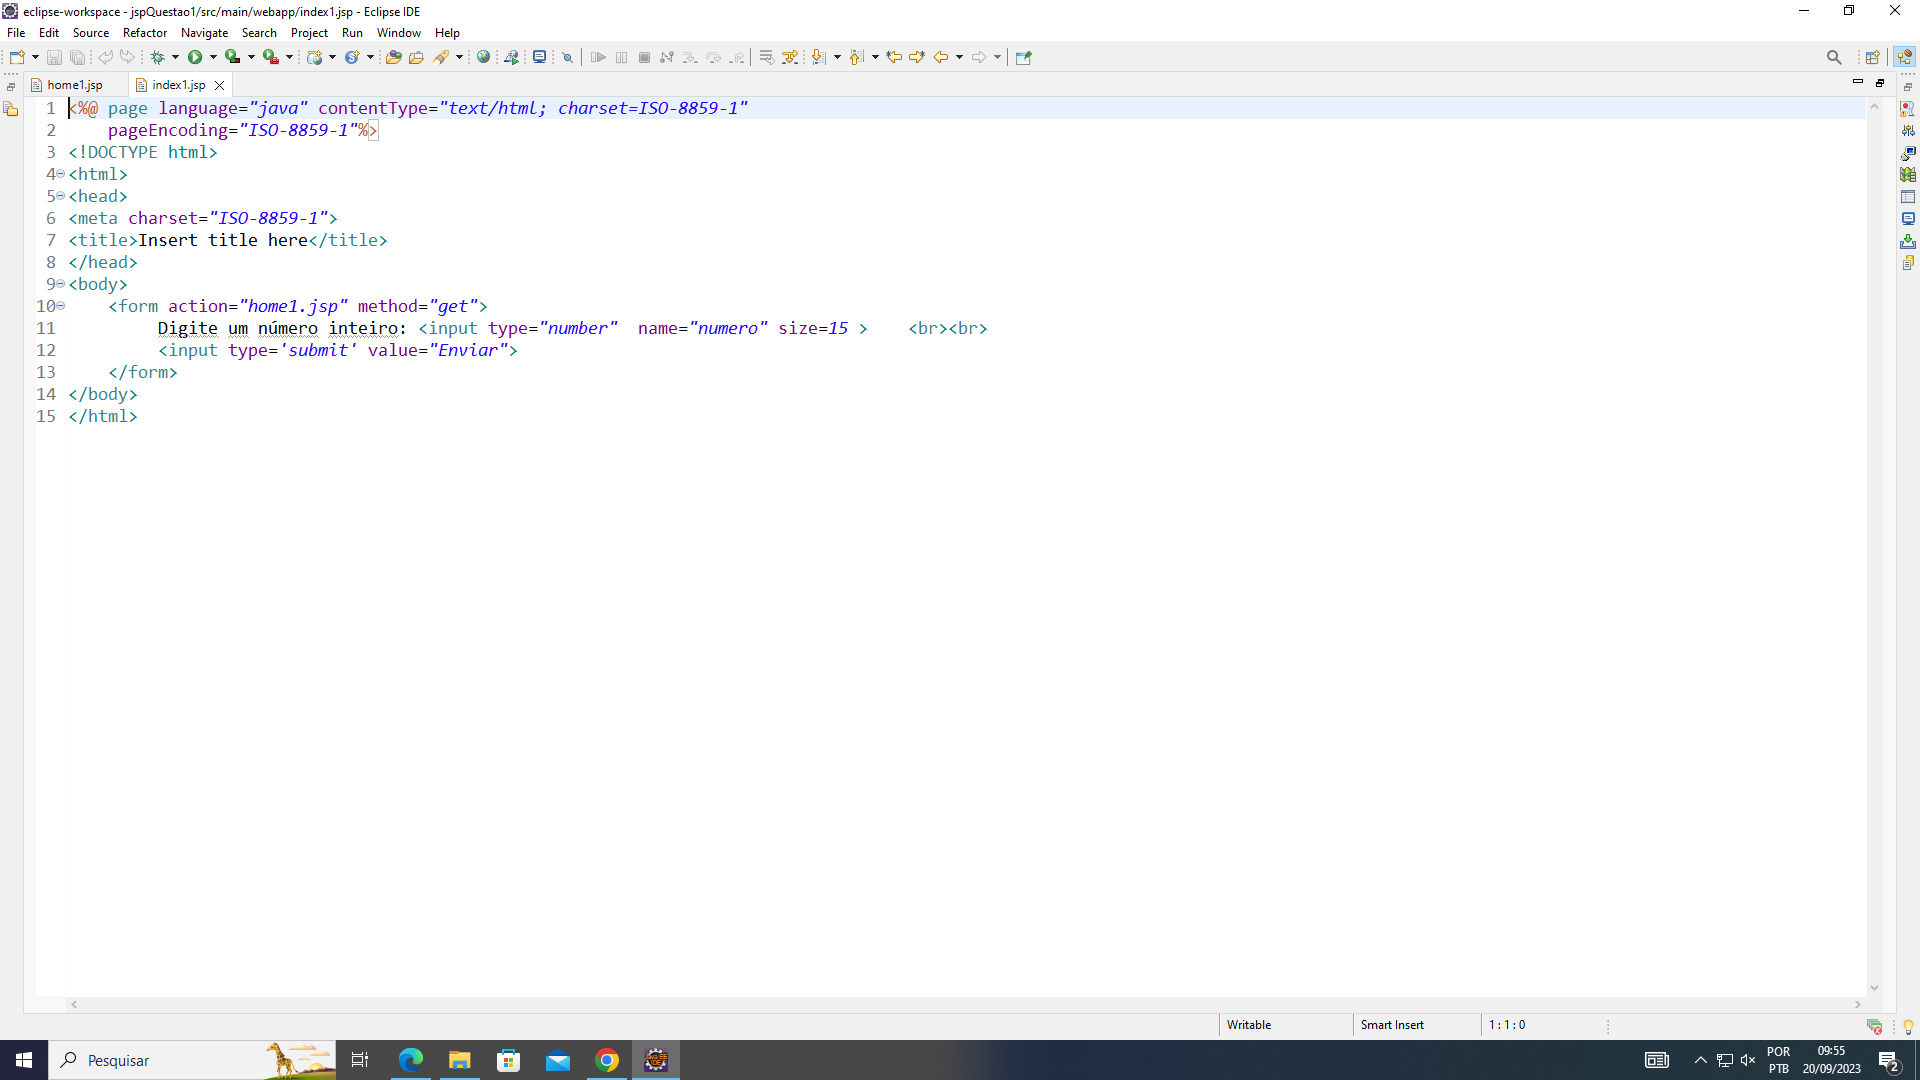 eclipse-workspace - jspQuestao1/src/main/webapp/index1.jsp - Eclipse IDE
File Edit Source Refactor Navigate Search Project Run Window Help
home1.jsp index1.jsp
1 <%@ page language="java" contentType="text/html; charset=ISO-8859-1"
2     pageEncoding="ISO-8859-1"%>
3 <!DOCTYPE html>
4 <html>
5 <head>
6 <meta charset="ISO-8859-1">
7 <title>Insert title here</title>
8 </head>
9 <body>
10     <form action="home1.jsp" method="get">
11          Digite um número inteiro: <input type="number"  name="numero" size=15 >    <br><br>
12          <input type='submit' value="Enviar">
13     </form>
14 </body>
15 </html>
Writable Smart Insert 1 : 1 : 0
Pesquisar
POR 09:55
PTB 20/09/2023 2